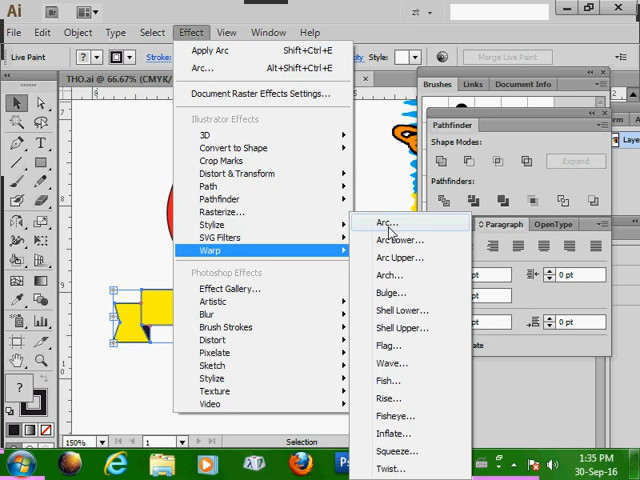 Ai
Br
zt
File Edit Object Type Select Effect View Window Help
Live Paint
?
Stroke:
Style:
Merge Live Paint
THO.ai @ 66.67% (CMYK/
Apply Arc Shift+Ctrl+E
Arc... Alt+Shift+Ctrl+E
Document Raster Effects Settings...
Illustrator Effects
3D
Convert to Shape
Crop Marks
Distort & Transform
Path
Pathfinder
Rasterize...
Stylize
SVG Filters
Warp
Photoshop Effects
Effect Gallery...
Artistic
Blur
Brush Strokes
Distort
Pixelate
Sketch
Stylize
Texture
Video
Arc...
Arc Lower...
Arc Upper...
Arch...
Bulge...
Shell Lower...
Shell Upper...
Flag...
Wave...
Fish...
Rise...
Fisheye...
Inflate...
Squeeze...
Twist...
Brushes Links Document Info
Pathfinder
Shape Modes:
Expand
Pathfinders:
Layer
Paragraph OpenType
0 pt
0 pt
150% 1 Selection
1:35 PM
30-Sep-16